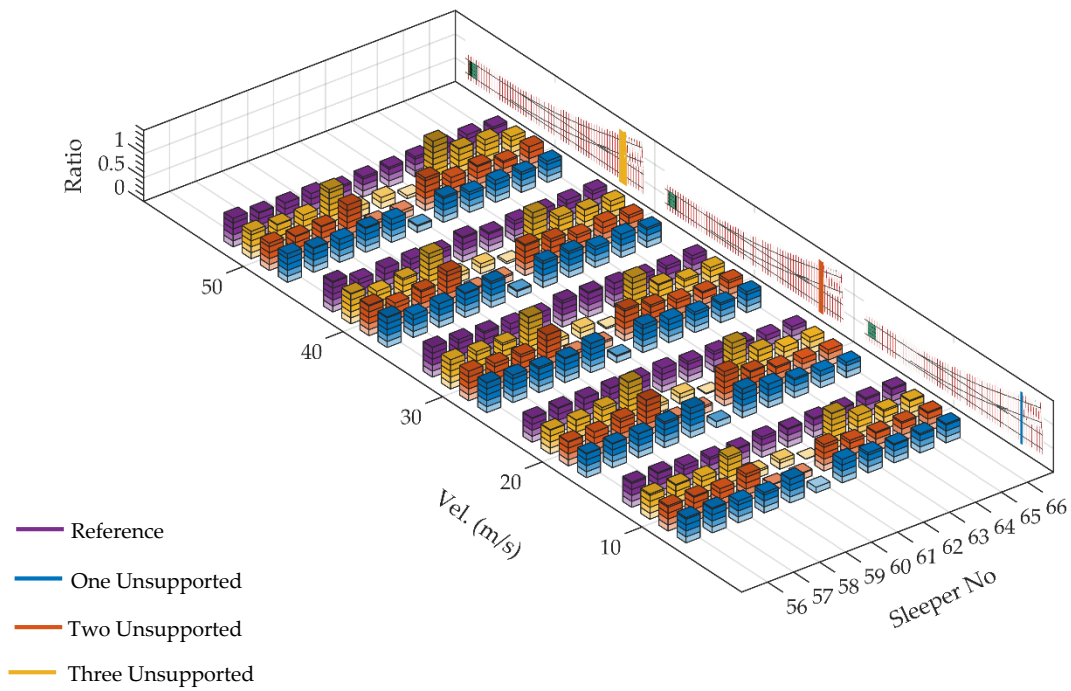 1
0.5
0
Ratio
50
40
30
20
10
Vel. (m/s)
56
57
58
59
60
61
62
63
64
65
66
Sleeper No
Reference
One Unsupported
Two Unsupported
Three Unsupported